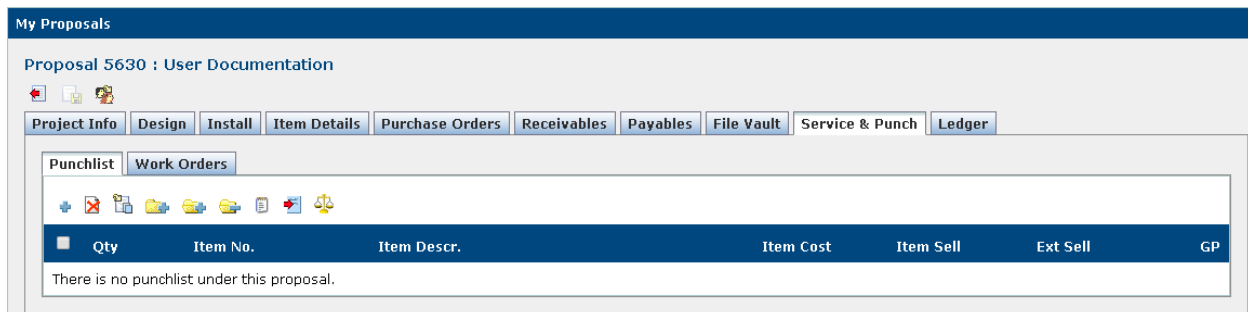 My Proposals
Proposal 5630 : User Documentation
Project Info Design Install Item Details Purchase Orders Receivables Payables File Vault Service & Punch Ledger
Punchlist Work Orders
Qty Item No. Item Descr. Item Cost Item Sell Ext Sell GP
There is no punchlist under this proposal.